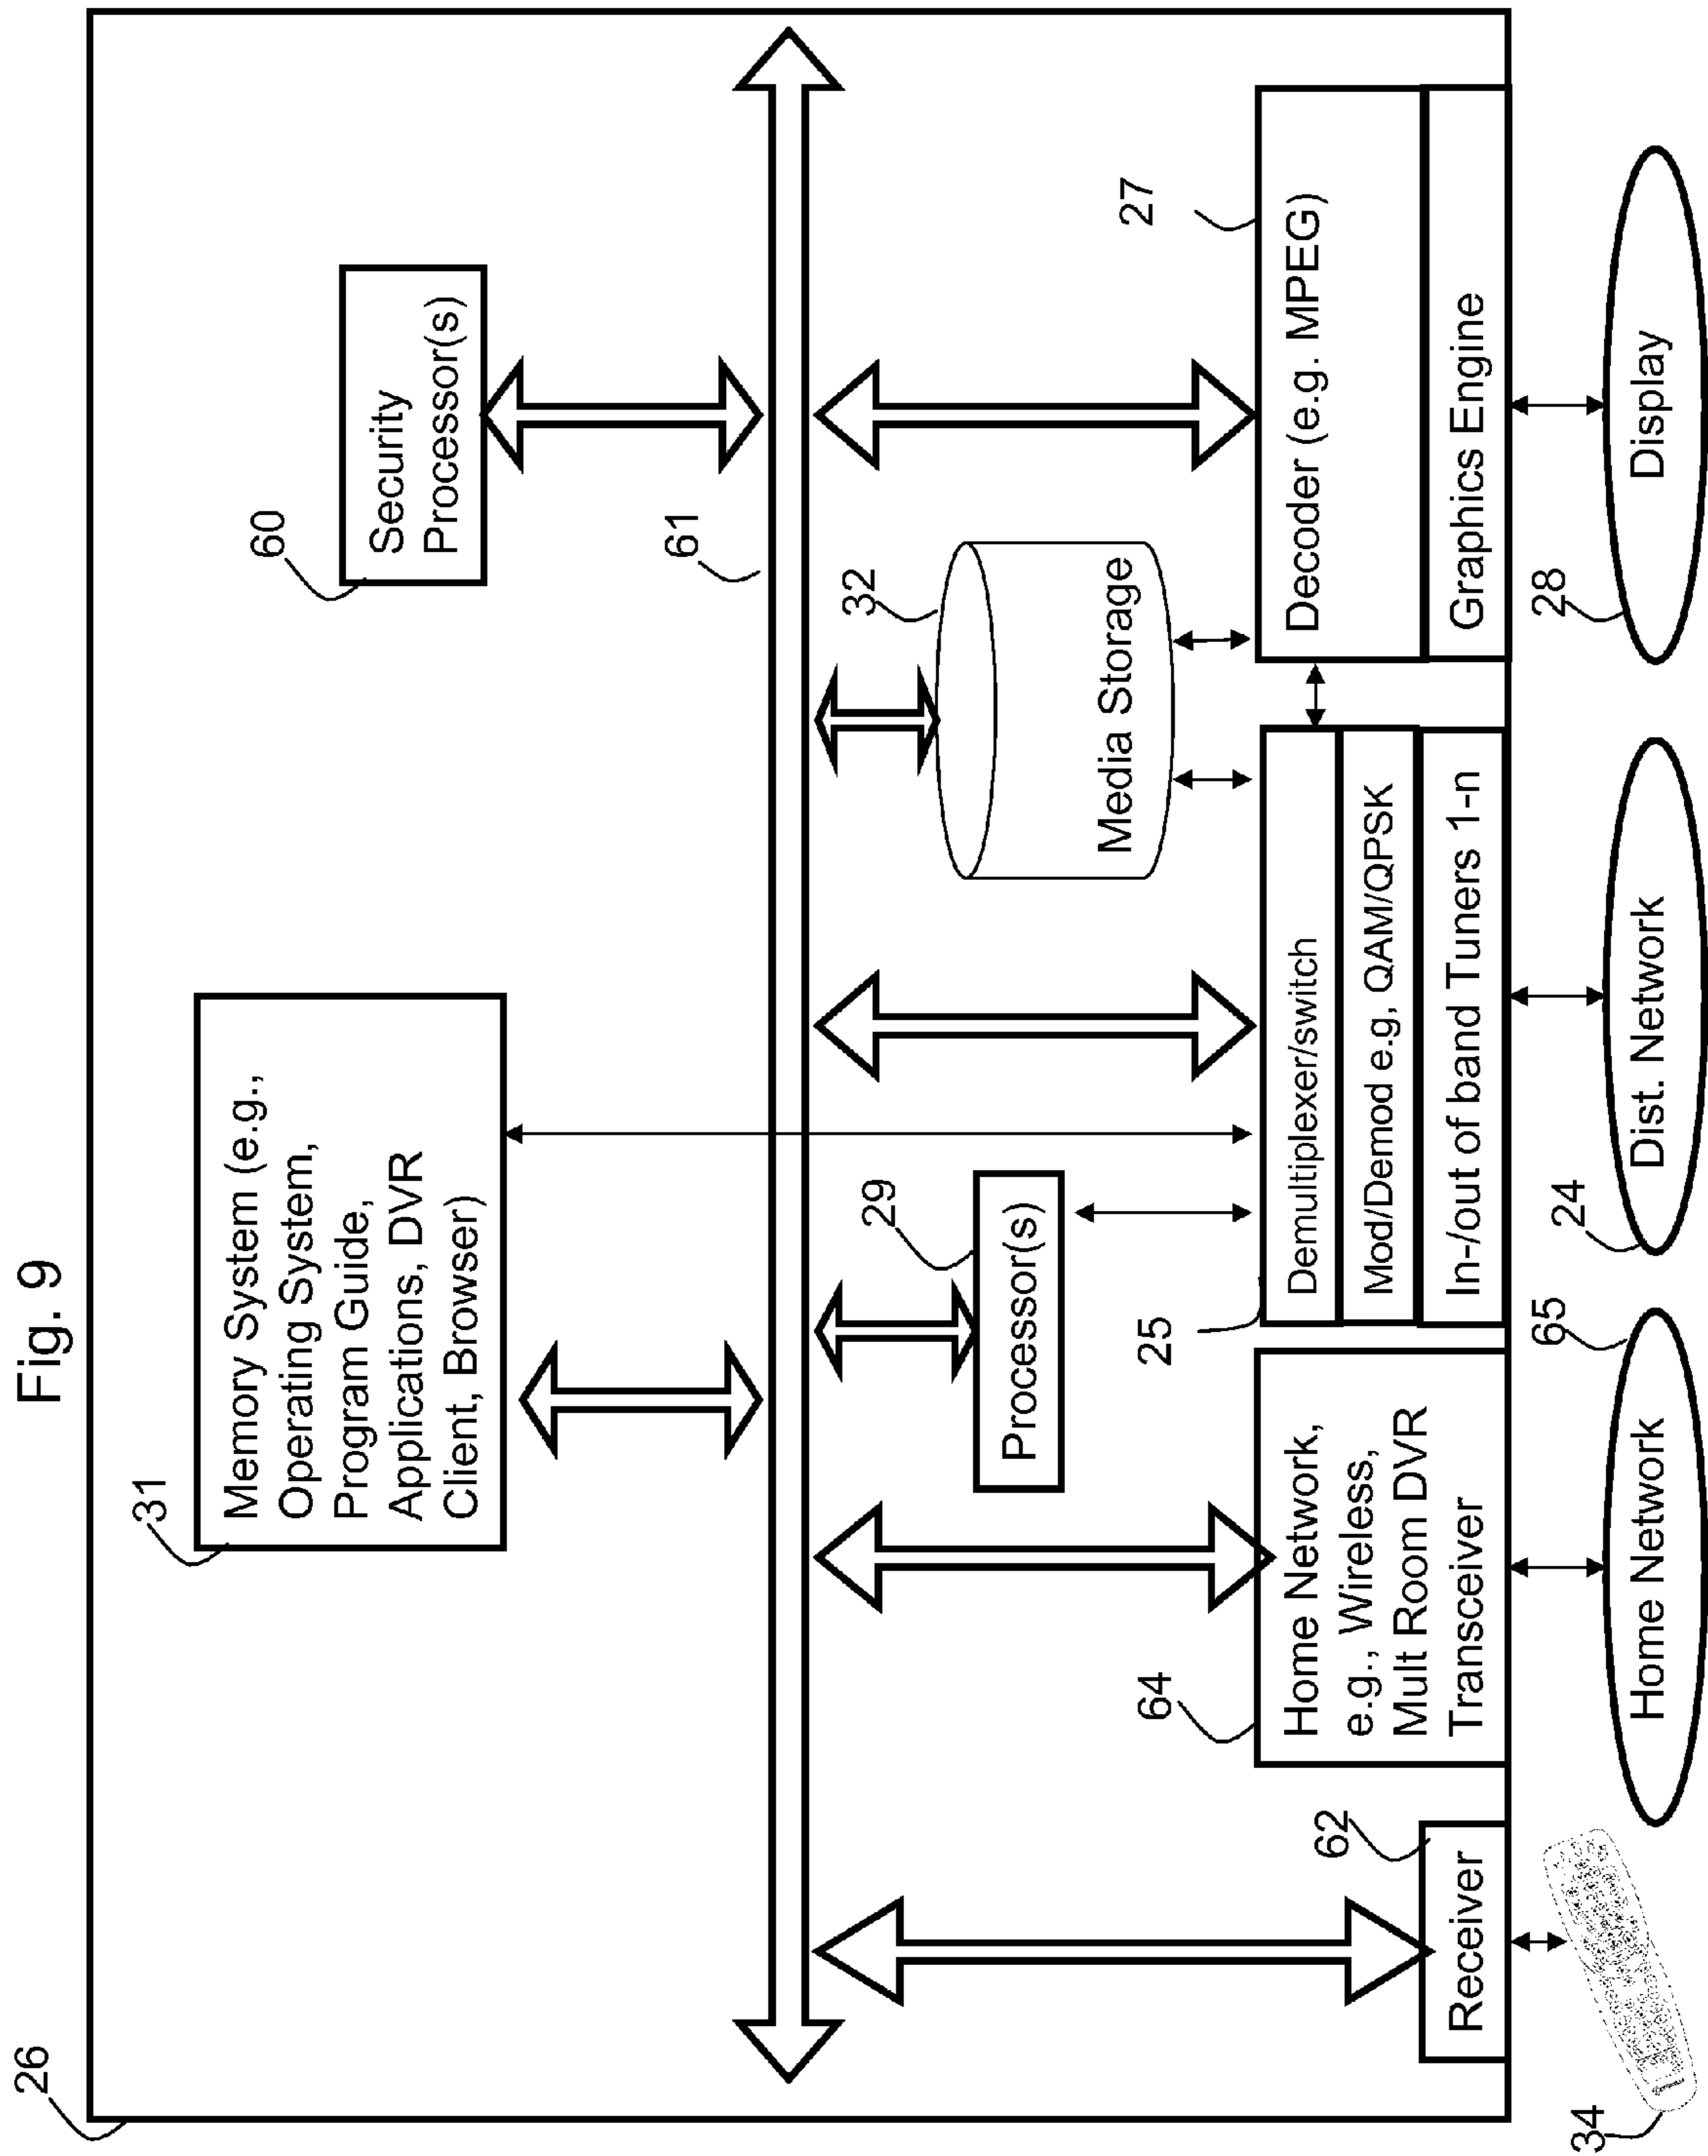 Fig. 9
26
31
Memory System (e.g.,
Operating System,
Program Guide,
Applications, DVR
Client, Browser)
60
Security
Processor(s)
61
32
Media Storage
29
Processor(s)
27
Decoder (e.g. MPEG)
Graphics Engine
25
Demultiplexer/switch
Mod/Demod e.g, QAM/QPSK
In-/out of band Tuners 1-n
64
Home Network,
e.g., Wireless,
Mult Room DVR
Transceiver
62
Receiver
34
65
Home Network
24
Dist. Network
28
Display